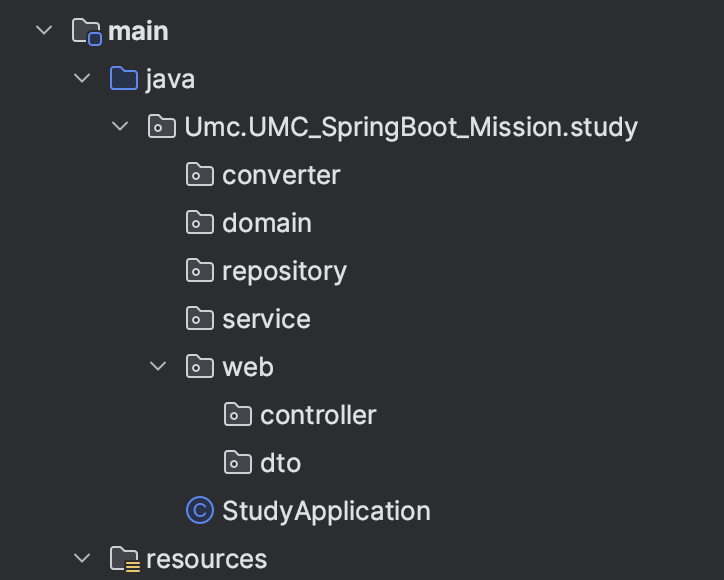 main
java
Umc.UMC_SpringBoot_Mission.study
converter
domain
repository
service
web
controller
dto
StudyApplication
resources